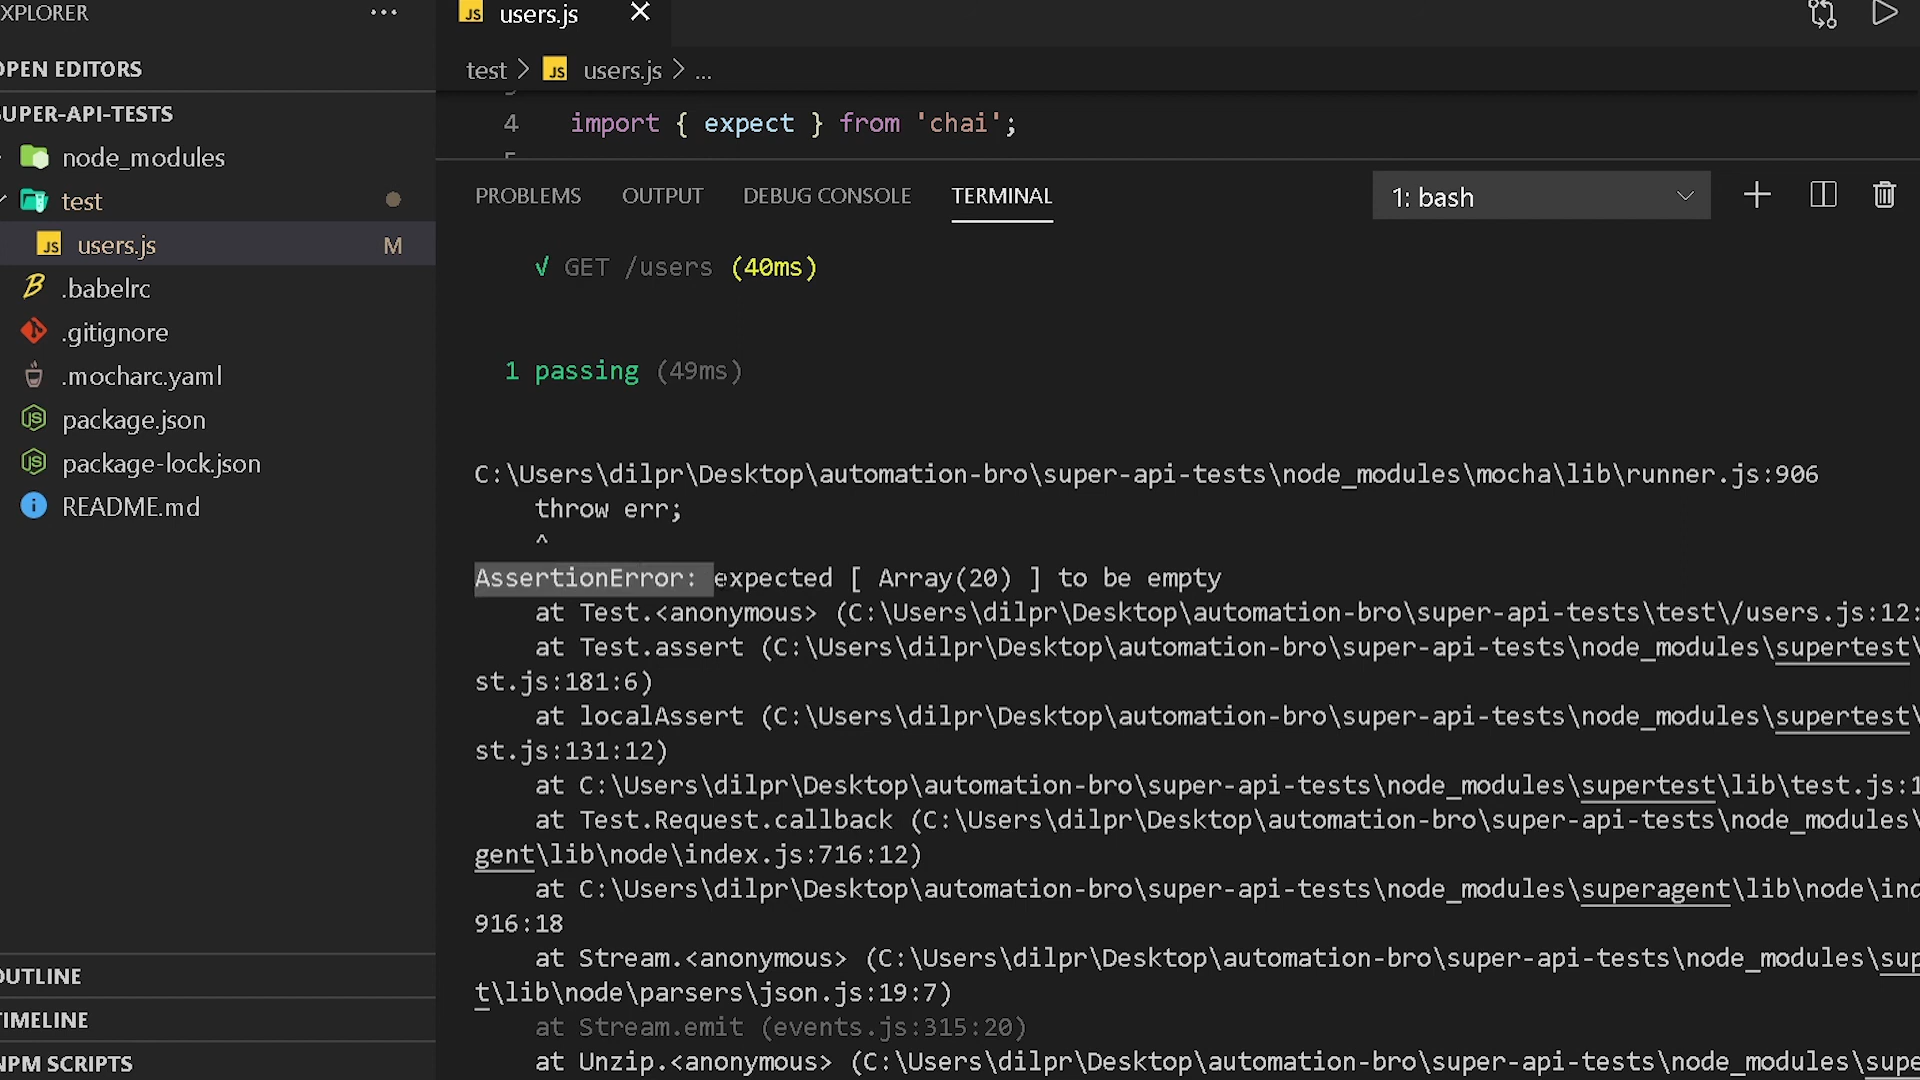 XPLORER
OPEN EDITORS
SUPER-API-TESTS
node_modules
test
JS users.js M
.babelrc
.gitignore
.mocharc.yaml
package.json
package-lock.json
README.md
OUTLINE
TIMELINE
NPM SCRIPTS
JS users.js
test > JS users.js > ...
4 import { expect } from 'chai';
PROBLEMS OUTPUT DEBUG CONSOLE TERMINAL 1: bash
√ GET /users (40ms)
1 passing (49ms)
C:\Users\dilpr\Desktop\automation-bro\super-api-tests\node_modules\mocha\lib\runner.js:906
throw err;
^
AssertionError: expected [ Array(20) ] to be empty
at Test.<anonymous> (C:\Users\dilpr\Desktop\automation-bro\super-api-tests\test\/users.js:12:
at Test.assert (C:\Users\dilpr\Desktop\automation-bro\super-api-tests\node_modules\supertest\
st.js:181:6)
at localAssert (C:\Users\dilpr\Desktop\automation-bro\super-api-tests\node_modules\supertest\
st.js:131:12)
at C:\Users\dilpr\Desktop\automation-bro\super-api-tests\node_modules\supertest\lib\test.js:1
at Test.Request.callback (C:\Users\dilpr\Desktop\automation-bro\super-api-tests\node_modules\
gent\lib\node\index.js:716:12)
at C:\Users\dilpr\Desktop\automation-bro\super-api-tests\node_modules\superagent\lib\node\ind
916:18
at Stream.<anonymous> (C:\Users\dilpr\Desktop\automation-bro\super-api-tests\node_modules\sup
t\lib\node\parsers\json.js:19:7)
at Stream.emit (events.js:315:20)
at Unzip.<anonymous> (C:\Users\dilpr\Desktop\automation-bro\super-api-tests\node_modules\supe